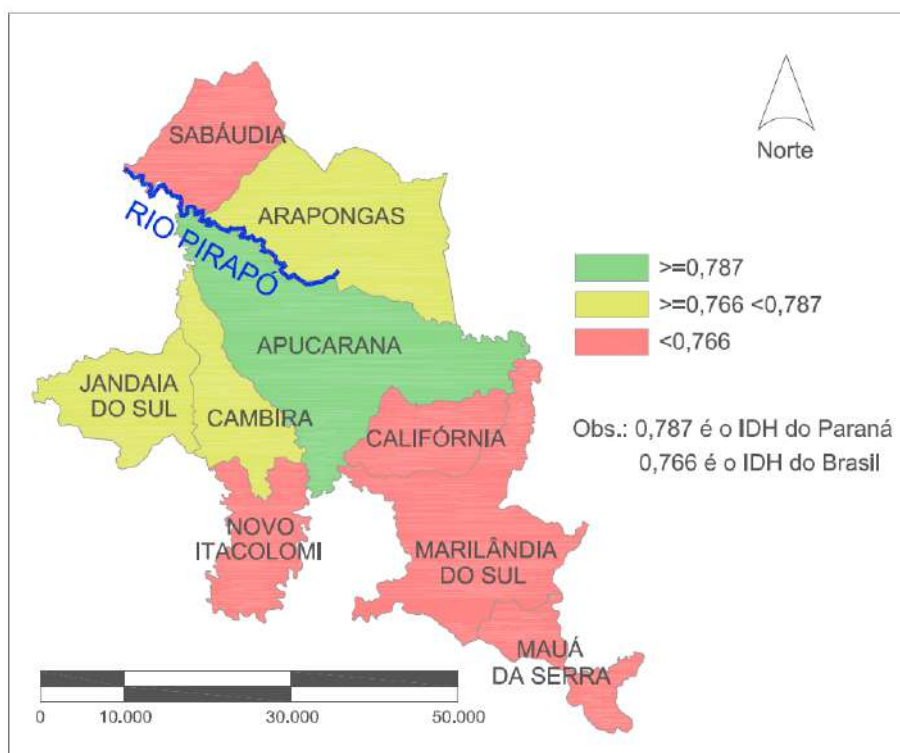 SABÁUDIA
Norte
ARAPONGAS
RIO PIRAPÓ
>=0,787
>=0,766 <0,787
<0,766
APUCARANA
JANDAIA
DO SUL
CAMBIRA
CALIFÓRNIA
Obs.: 0,787 é o IDH do Paraná
0,766 é o IDH do Brasil
NOVO
ITACOLOMI
MARILÂNDIA
DO SUL
MAUÁ
DA SERRA
0 10.000 30.000 50.000